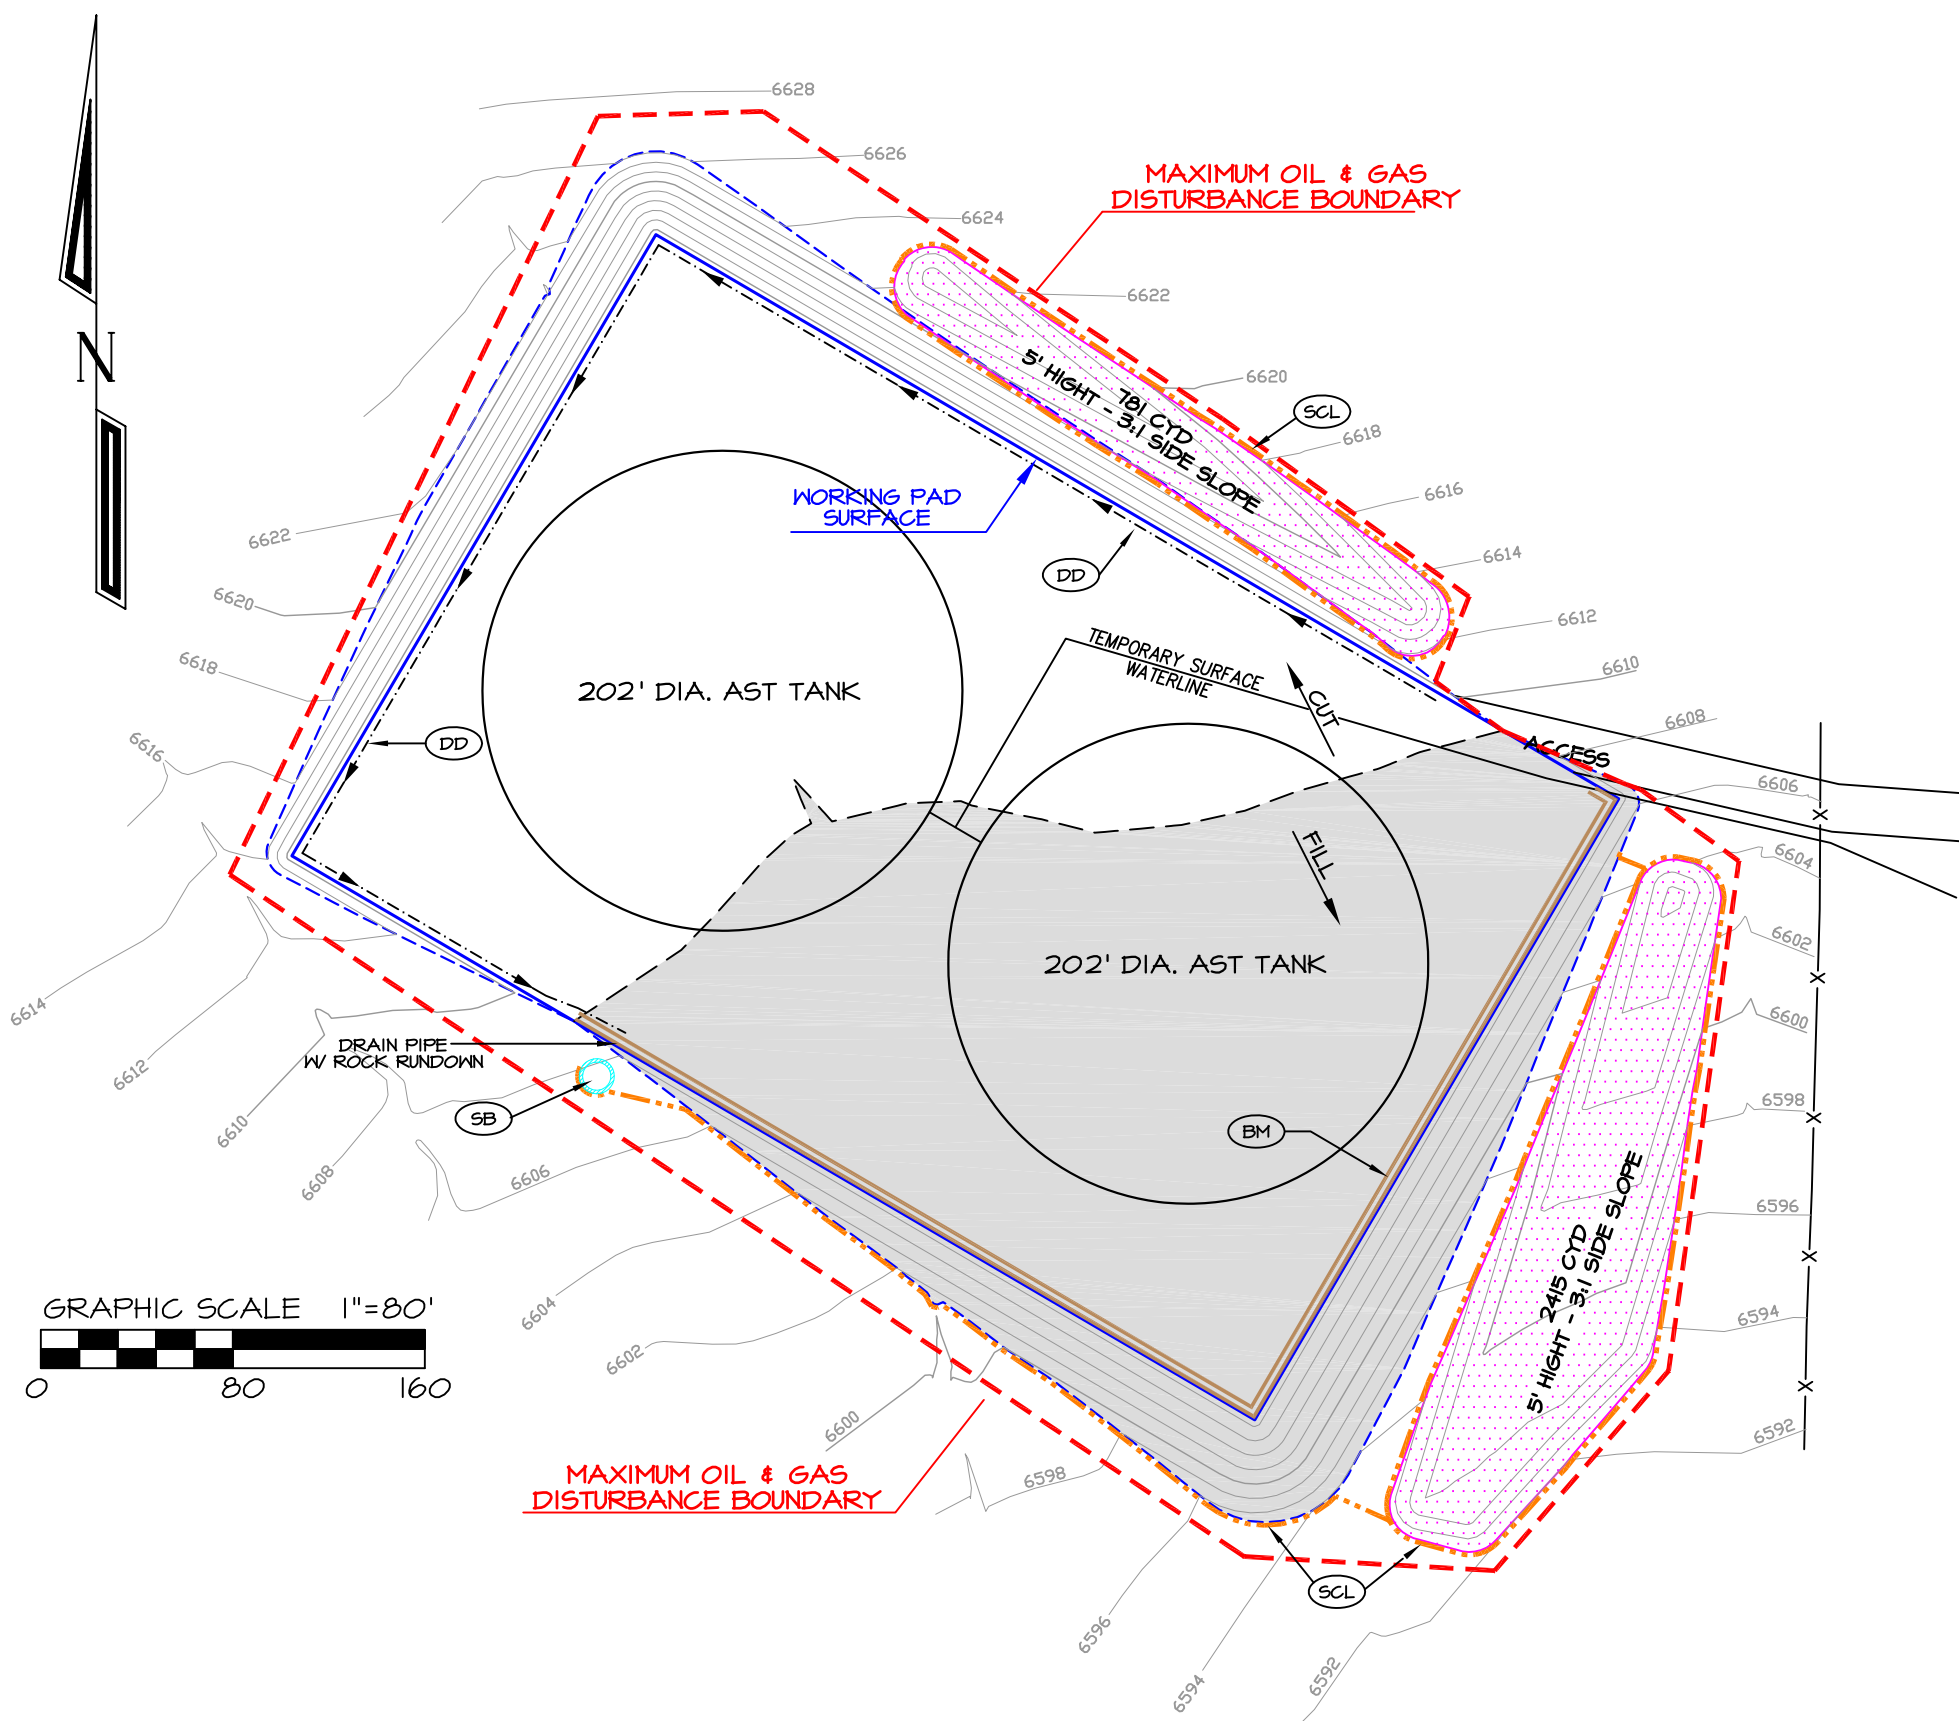 6628
6626
MAXIMUM OIL & GAS
DISTURBANCE BOUNDARY
6624
6622
N
5' HIGHT - 3:1 SIDE SLOPE
781 CYD
6620
SCL
6618
6616
WORKING PAD
SURFACE
6622
DD
6614
6620
6612
TEMPORARY SURFACE
WATERLINE
6618
202' DIA. AST TANK
CUT
6610
6608
6616
DD
ACCESS
6606
FILL
6604
202' DIA. AST TANK
6602
6614
6600
DRAIN PIPE
W/ ROCK RUNDOWN
6612
SB
6610
BM
6598
6608
6606
6596
2415 CYD
5' HIGHT - 3:1 SIDE SLOPE
GRAPHIC SCALE 1"=80'
6604
6594
0 80 160
6602
6600
6592
MAXIMUM OIL & GAS
DISTURBANCE BOUNDARY
6598
SCL
6596
6594
6592
X
X
X
X
X